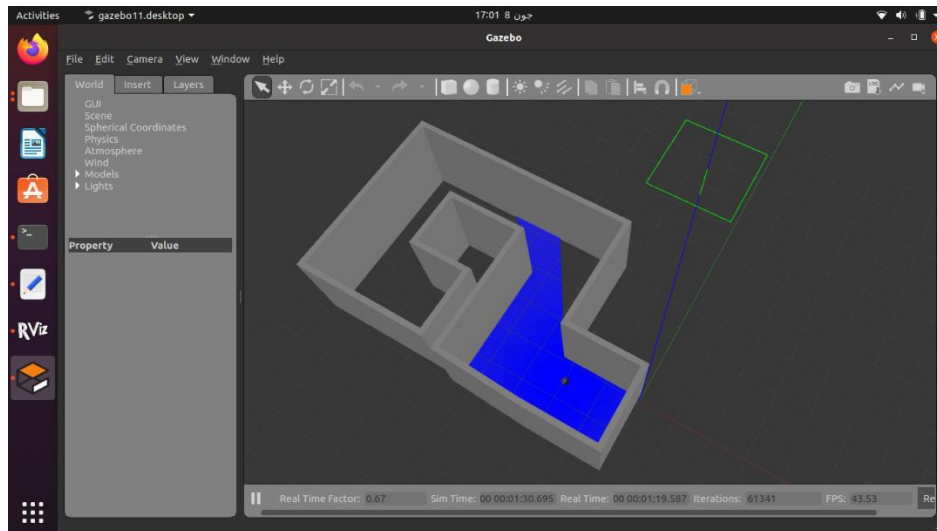 Activities
gazebo11.desktop
17:01 8 جون
Gazebo
File Edit Camera View Window Help
World Insert Layers
GUI
Scene
Spherical Coordinates
Physics
Atmosphere
Wind
Models
Lights
Property Value
RViz
Real Time Factor: 0.67 Sim Time: 00 00:01:30.695 Real Time: 00 00:01:19.587 Iterations: 61341 FPS: 43.53 Re